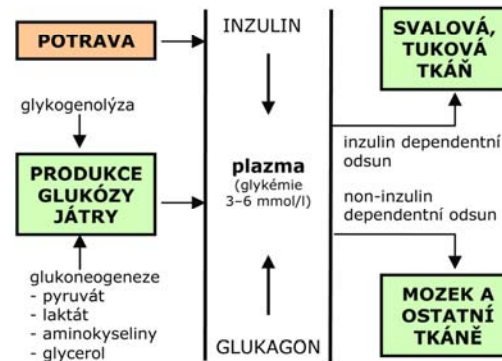 POTRAVA
glykogenolýza
PRODUKCE
GLUKÓZY
JÁTRY
glukoneogeneze
- pyruvát
- laktát
- aminokyseliny
- glycerol
INZULIN
plazma
(glykémie
3–6 mmol/l)
GLUKAGON
SVALOVÁ,
TUKOVÁ
TKÁŇ
inzulin dependentní
odsun
non-inzulin
dependentní odsun
MOZEK A
OSTATNÍ
TKÁNĚ